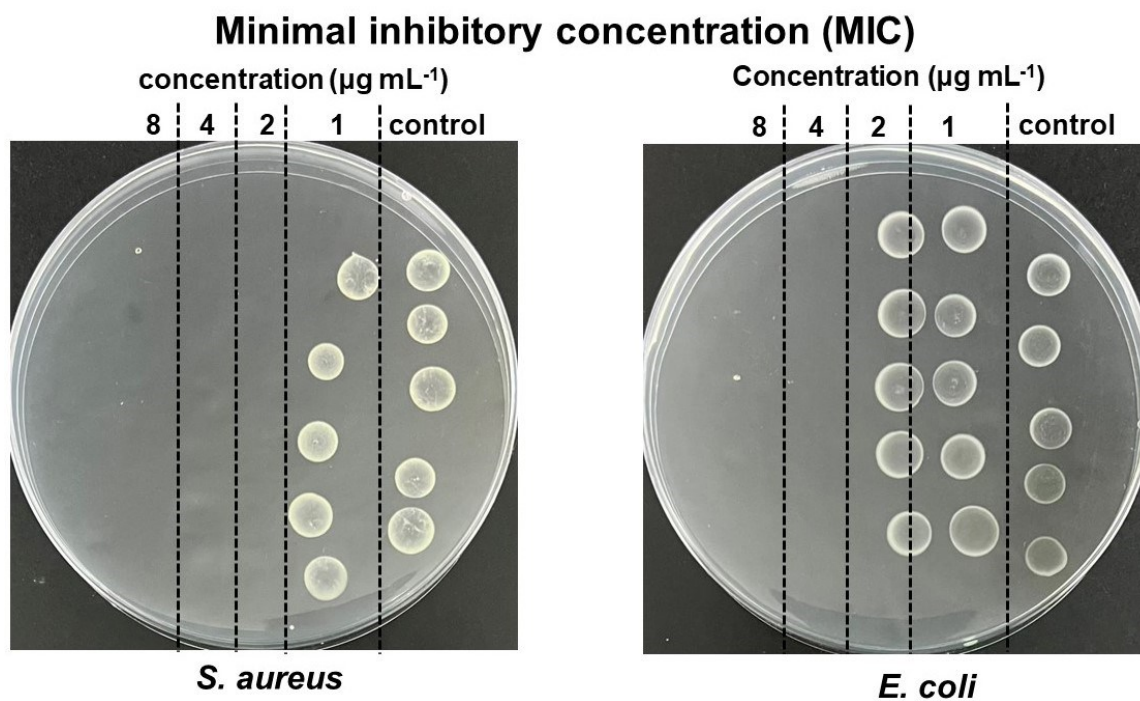 Minimal inhibitory concentration (MIC)
concentration (µg mL⁻¹)
8 4 2 1 control
Concentration (µg mL⁻¹)
8 4 2 1 control
S. aureus
E. coli